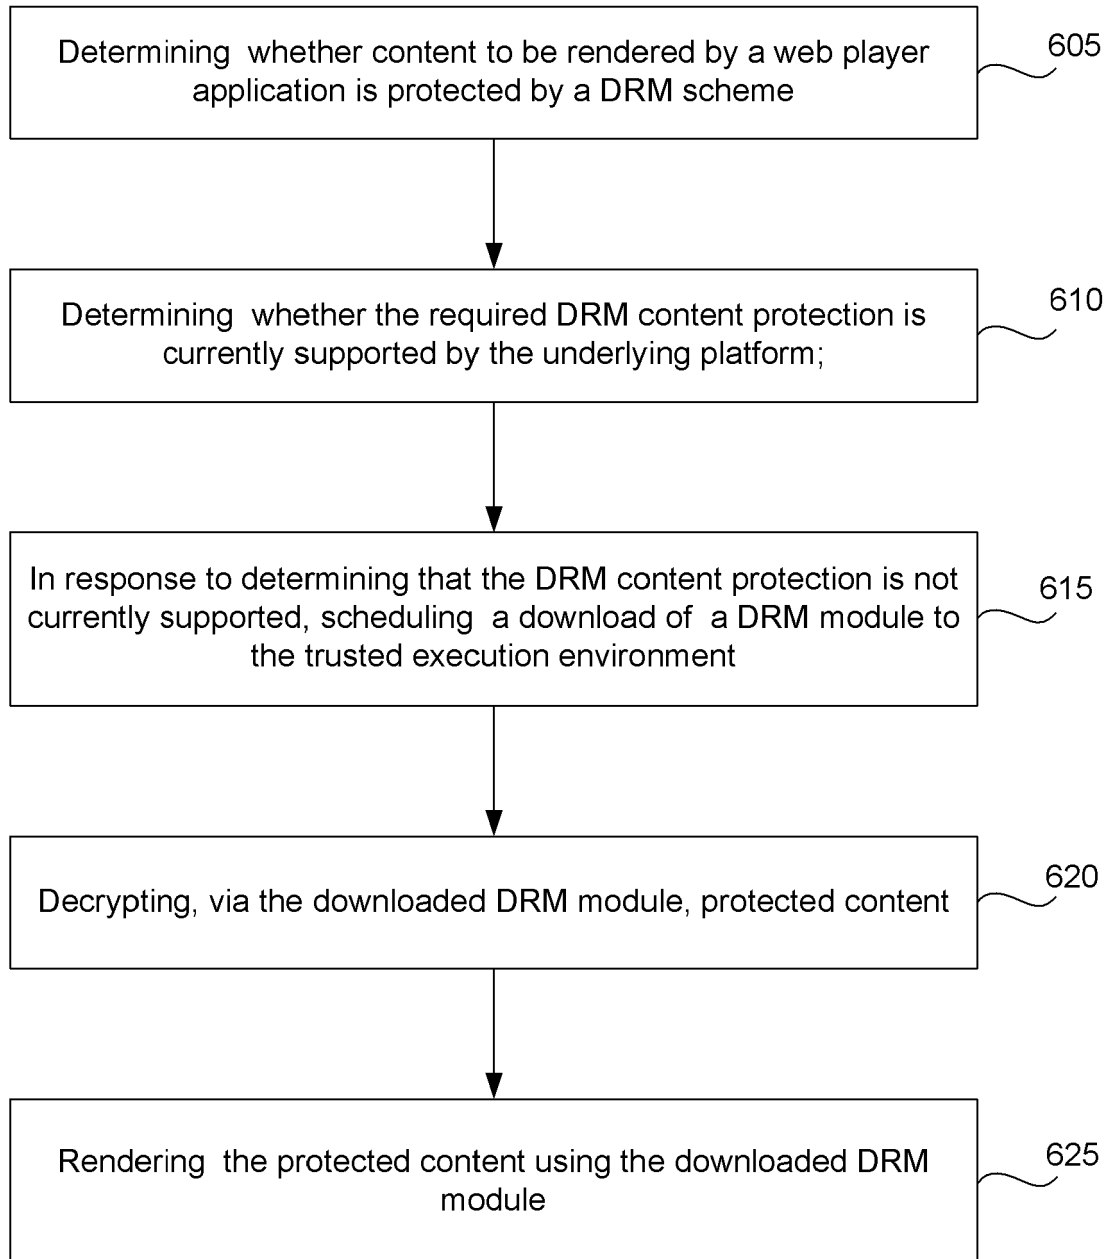 Determining whether content to be rendered by a web player
application is protected by a DRM scheme
605
Determining whether the required DRM content protection is
currently supported by the underlying platform;
610
In response to determining that the DRM content protection is not
currently supported, scheduling a download of a DRM module to
the trusted execution environment
615
Decrypting, via the downloaded DRM module, protected content
620
Rendering the protected content using the downloaded DRM
module
625